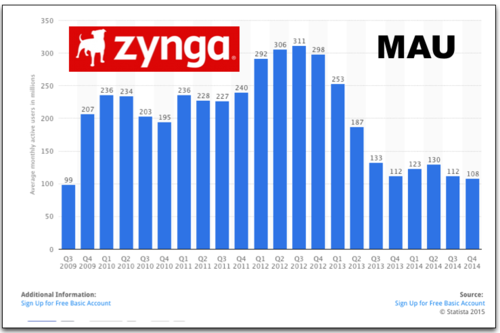 zynga
MAU
Average monthly active users in millions
350
300
250
200
150
100
50
0
99
207
236
234
203
195
236
228
227
240
292
306
311
298
253
187
133
112
123
130
112
108
Q3 2009
Q4 2009
Q1 2010
Q2 2010
Q3 2010
Q4 2010
Q1 2011
Q2 2011
Q3 2011
Q4 2011
Q1 2012
Q2 2012
Q3 2012
Q4 2012
Q1 2013
Q2 2013
Q3 2013
Q4 2013
Q1 2014
Q2 2014
Q3 2014
Q4 2014
Additional Information:
Sign Up for Free Basic Account
Source:
Sign Up for Free Basic Account
© Statista 2015